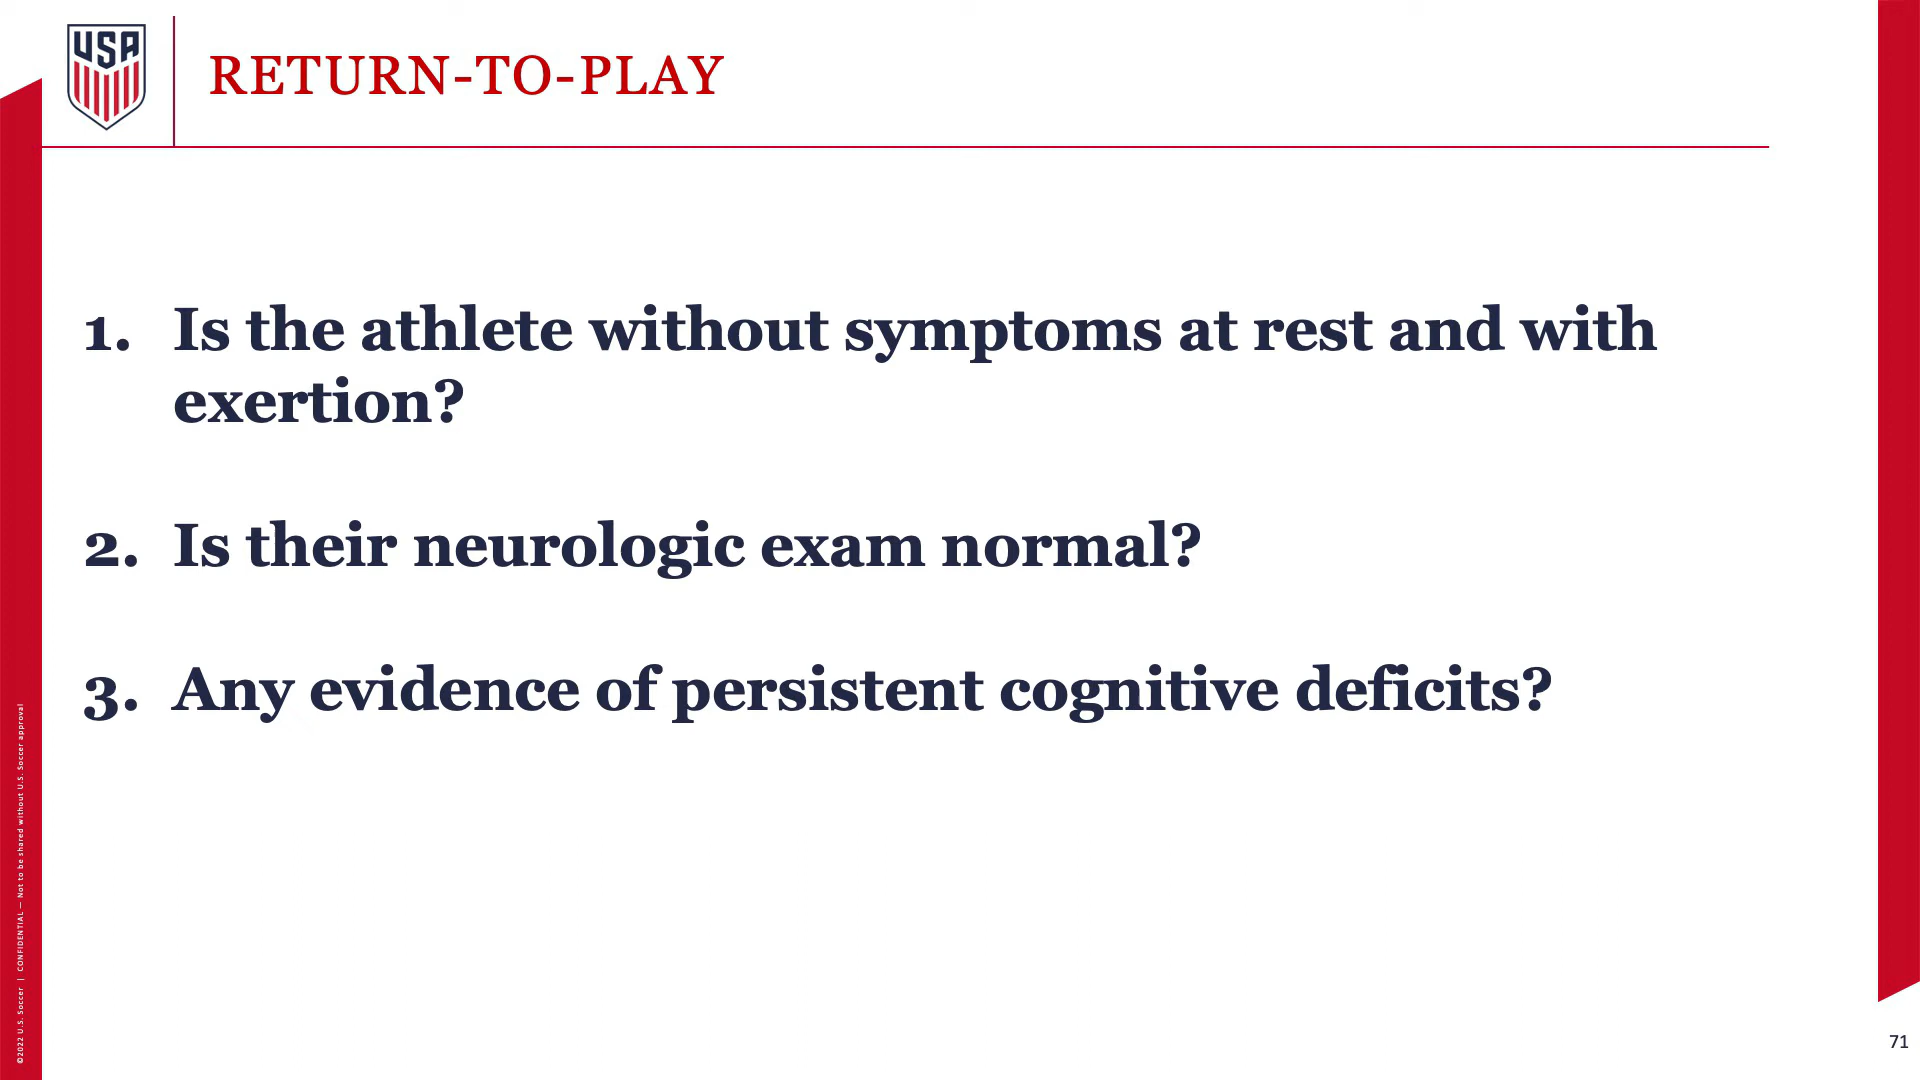 USA
RETURN-TO-PLAY
1. Is the athlete without symptoms at rest and with
exertion?
2. Is their neurologic exam normal?
3. Any evidence of persistent cognitive deficits?
©2022 U.S. Soccer | CONFIDENTIAL — Not to be shared without U.S. Soccer approval
71